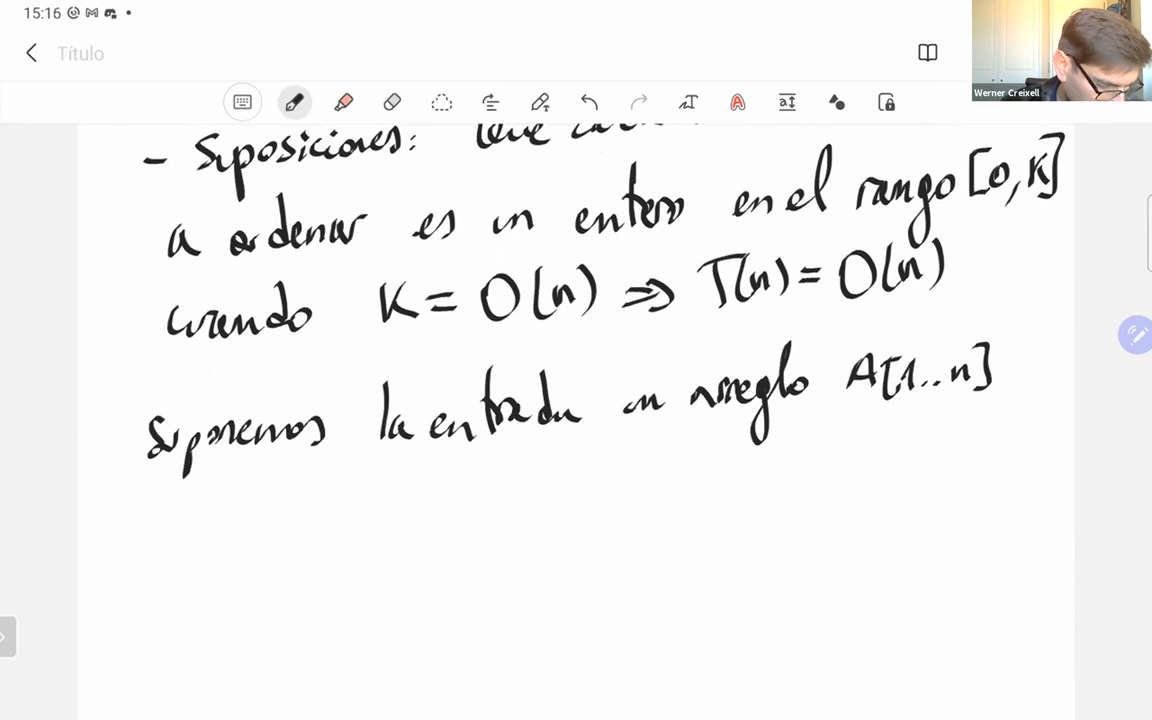 15:16
Título
Werner Creixell
- Suposiciones: Que
a ordenar es un entero en el rango [0, K]
cuando K = O(n) ⇒ T(n) = O(n)
Suponemos la entrada un arreglo A[1..n]